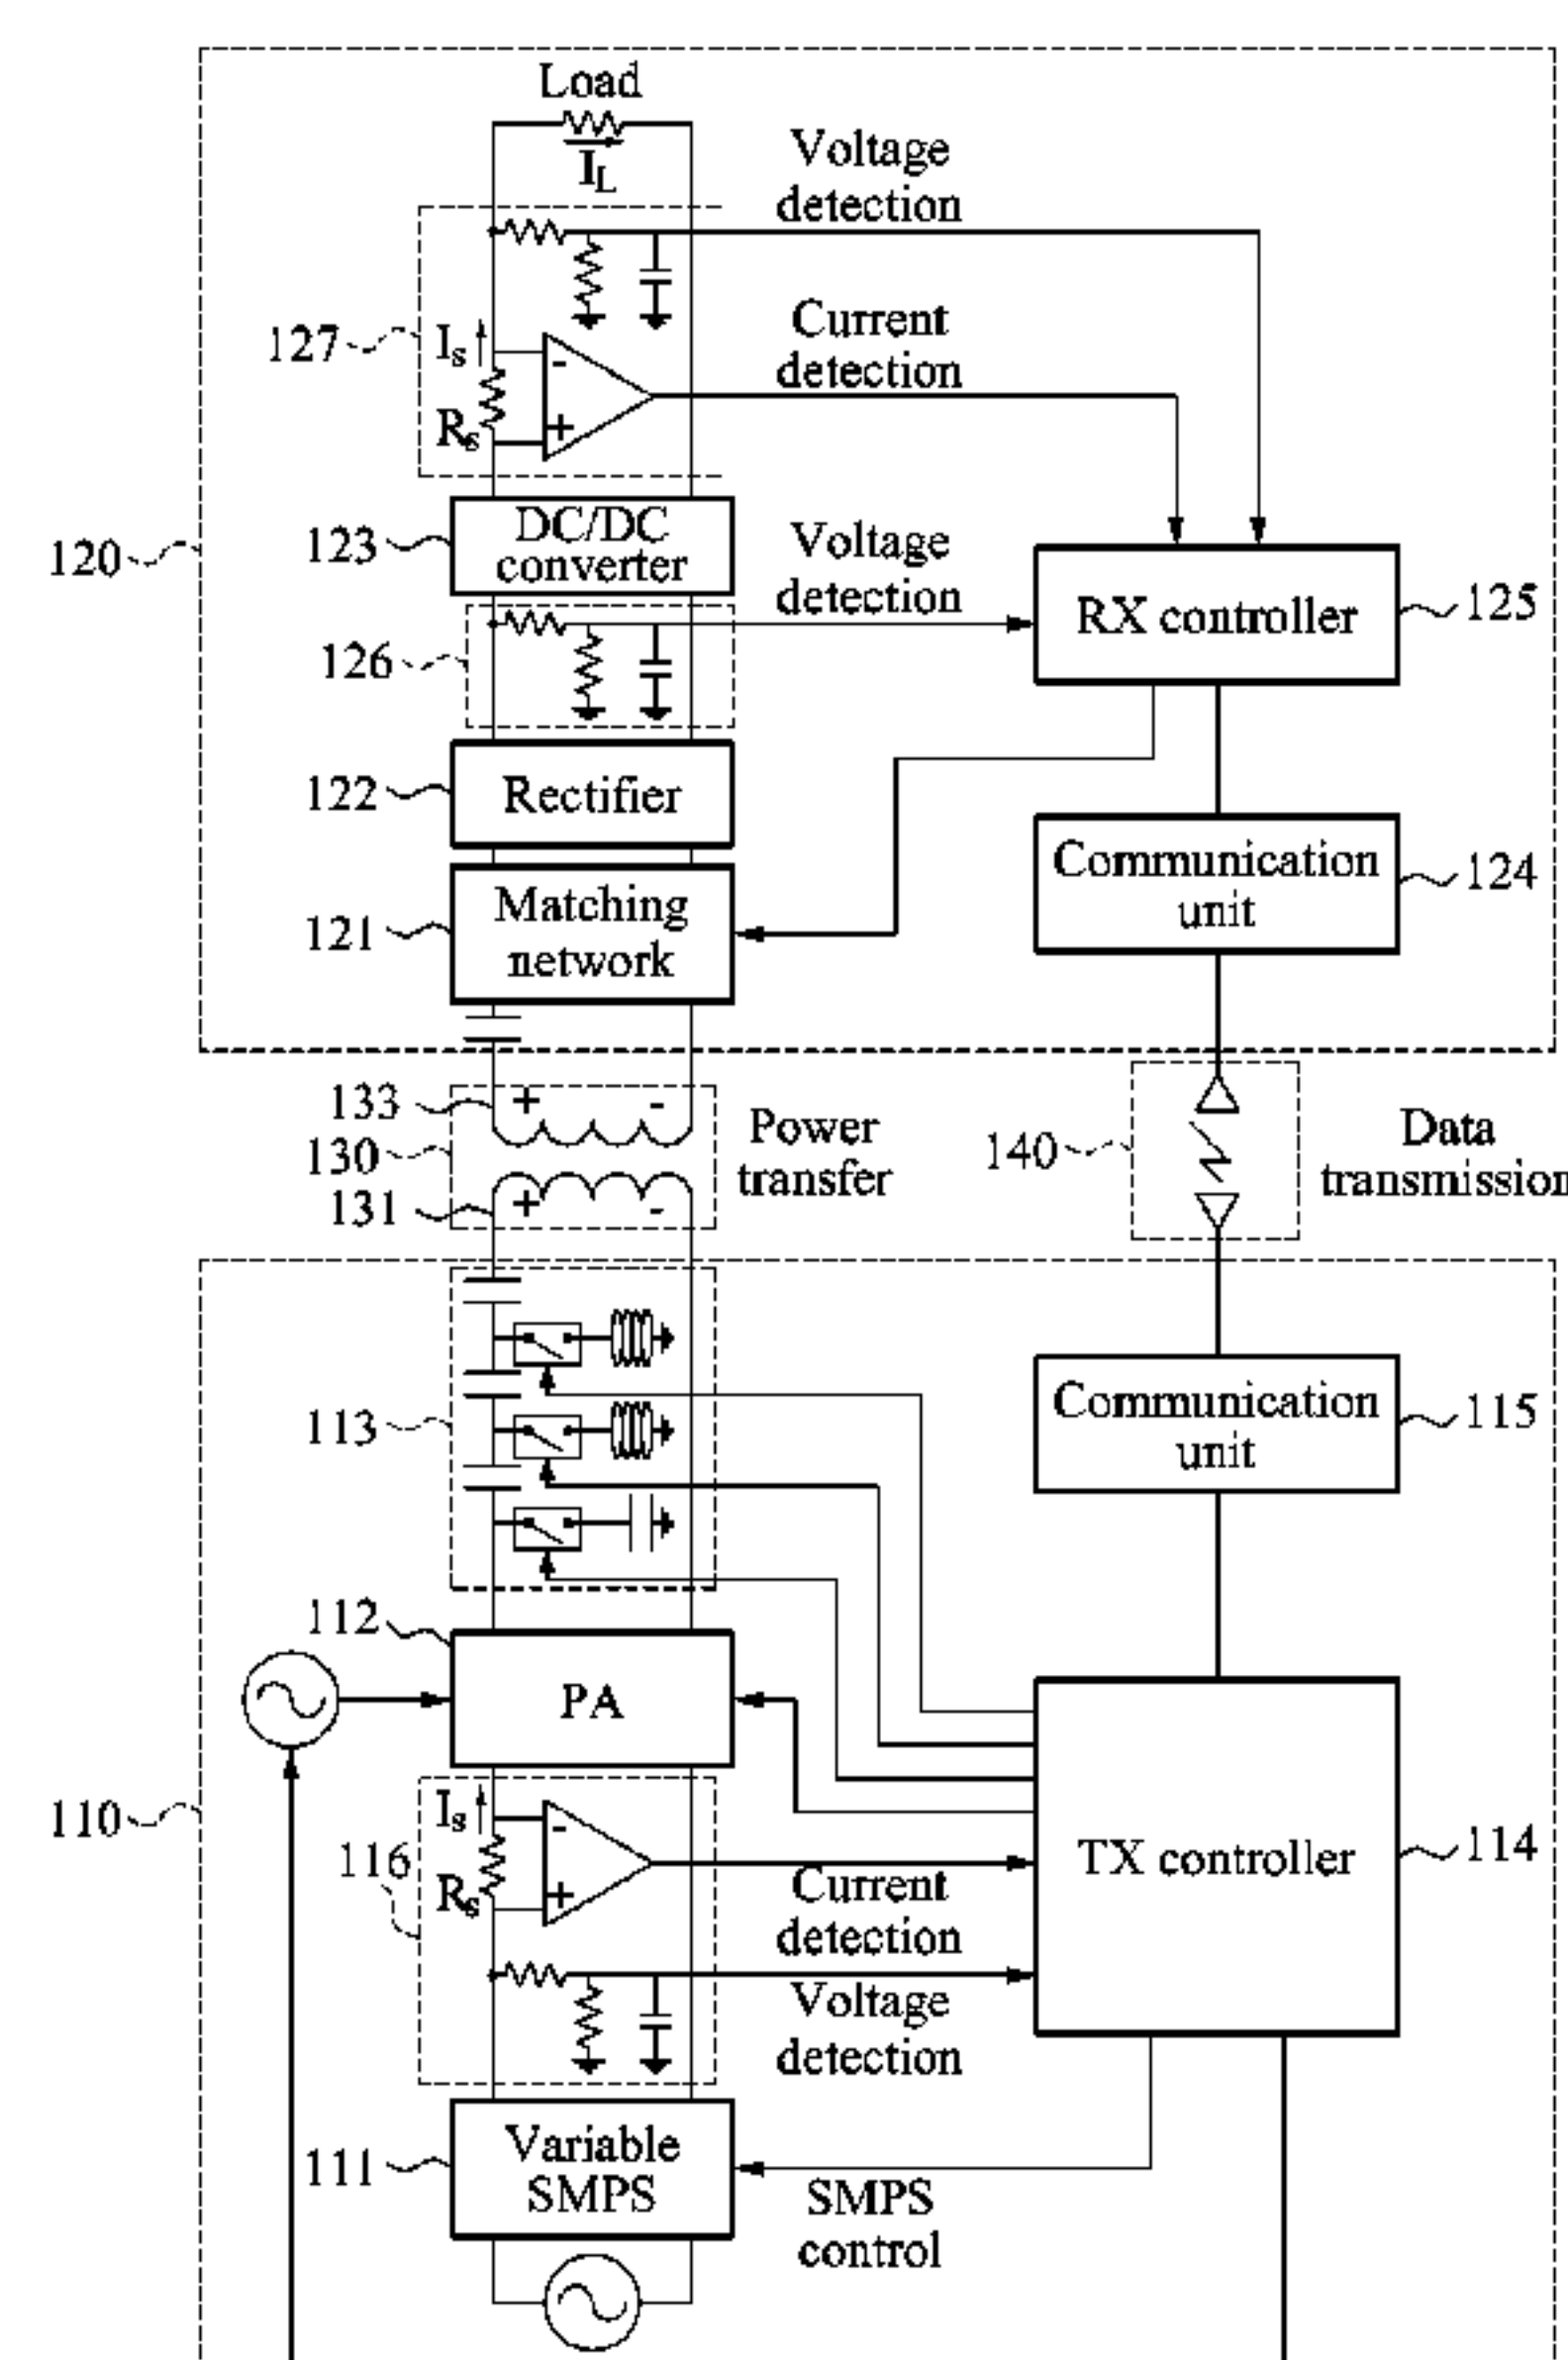 Load
I_L
Voltage
detection
127
I_s
-
Current
detection
R_s
+
120
123
DC/DC
converter
Voltage
detection
RX controller
125
126
122
Rectifier
Communication
unit
124
121
Matching
network
133
+ -
130
Power
transfer
140
Data
transmission
131
+ -
113
Communication
unit
115
112
PA
110
I_s
-
116
R_s
+
Current
detection
TX controller
114
Voltage
detection
111
Variable
SMPS
SMPS
control